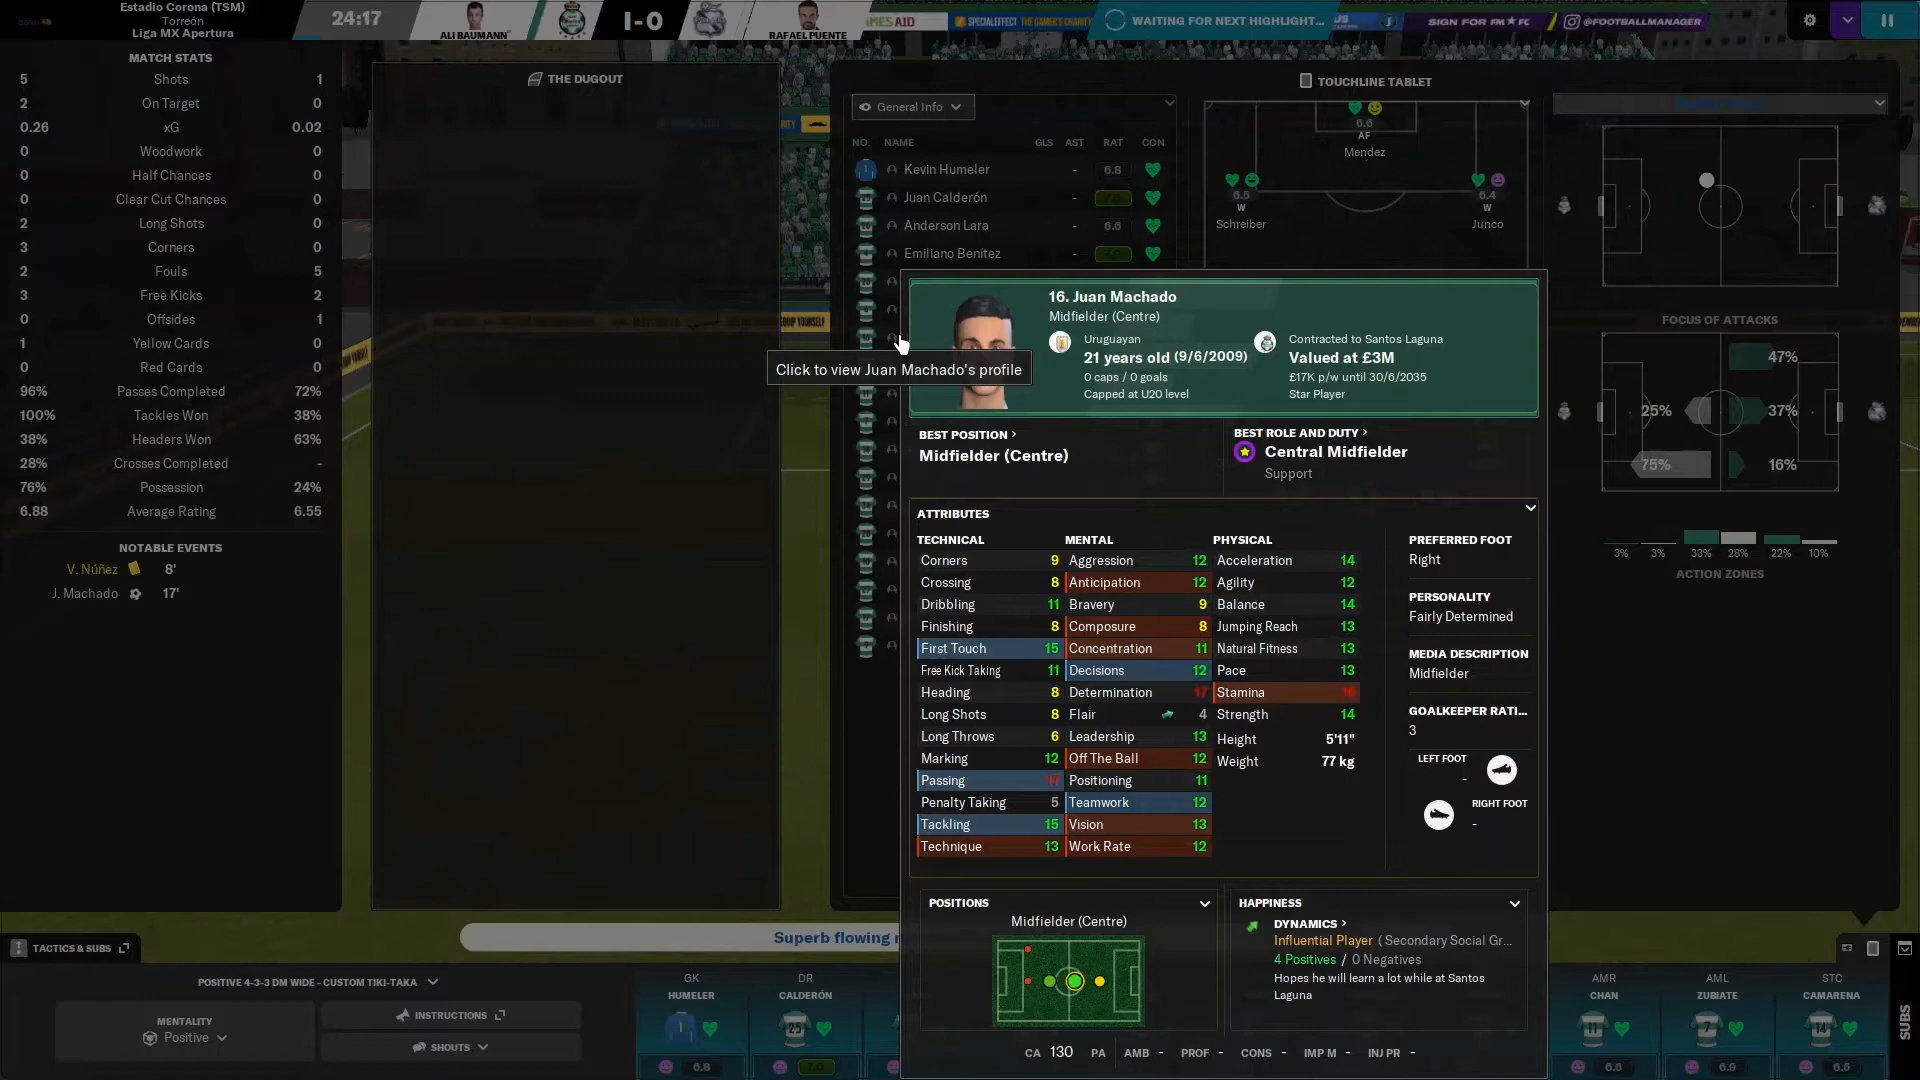 Estadio Corona (TSM)
Torreón
Liga MX Apertura
24:17
ALI BAUMANN
1-0
RAFAEL PUENTE
SPECIALEFFECT THE GAMER'S CHARITY
WAITING FOR NEXT HIGHLIGHT...
SIGN FOR FM★FC
@FOOTBALLMANAGER
MATCH STATS
5 Shots 1
2 On Target 0
0.26 xG 0.02
0 Woodwork 0
0 Half Chances 0
0 Clear Cut Chances 0
2 Long Shots 0
3 Corners 0
2 Fouls 5
3 Free Kicks 2
0 Offsides 1
1 Yellow Cards 0
0 Red Cards 0
96% Passes Completed 72%
100% Tackles Won 38%
38% Headers Won 63%
28% Crosses Completed -
76% Possession 24%
6.88 Average Rating 6.55
NOTABLE EVENTS
V. Núñez 8'
J. Machado 17'
THE DUGOUT
General Info
NO. NAME GLS AST RAT CON
Kevin Humeler - 6.8
Juan Calderón -
Anderson Lara - 6.6
Emiliano Benítez -
TOUCHLINE TABLET
6.6
AF
Mendez
6.5
W
Schreiber
6.4
W
Junco
FOCUS OF ATTACKS
47%
25% 37%
75% 16%
3% 3% 33% 28% 22% 10%
ACTION ZONES
Click to view Juan Machado's profile
16. Juan Machado
Midfielder (Centre)
Uruguayan
21 years old (9/6/2009)
0 caps / 0 goals
Capped at U20 level
Contracted to Santos Laguna
Valued at £3M
£17K p/w until 30/6/2035
Star Player
BEST POSITION >
Midfielder (Centre)
BEST ROLE AND DUTY >
Central Midfielder
Support
ATTRIBUTES
TECHNICAL MENTAL PHYSICAL
Corners 9 Aggression 12 Acceleration 14
Crossing 8 Anticipation 12 Agility 12
Dribbling 11 Bravery 9 Balance 14
Finishing 8 Composure 8 Jumping Reach 13
First Touch 15 Concentration 11 Natural Fitness 13
Free Kick Taking 11 Decisions 12 Pace 13
Heading 8 Determination 17 Stamina
Long Shots 8 Flair 4 Strength 14
Long Throws 6 Leadership 13 Height 5'11"
Marking 12 Off The Ball 12 Weight 77 kg
Passing 17 Positioning 11
Penalty Taking 5 Teamwork 12
Tackling 15 Vision 13
Technique 13 Work Rate 12
PREFERRED FOOT
Right
PERSONALITY
Fairly Determined
MEDIA DESCRIPTION
Midfielder
GOALKEEPER RATI...
3
LEFT FOOT
-
RIGHT FOOT
-
POSITIONS
Midfielder (Centre)
HAPPINESS
DYNAMICS >
Influential Player (Secondary Social Gr...
4 Positives / 0 Negatives
Hopes he will learn a lot while at Santos
Laguna
CA 130 PA AMB - PROF - CONS - IMP M - INJ PR -
Superb flowing
TACTICS & SUBS
POSITIVE 4-3-3 DM WIDE - CUSTOM TIKI-TAKA
MENTALITY
Positive
INSTRUCTIONS
SHOUTS
GK
HUMELER
1
6.8
DR
CALDERÓN
25
7.0
AMR
CHAN
11
6.6
AML
ZUBIATE
7
6.9
STC
CAMARENA
14
SUBS